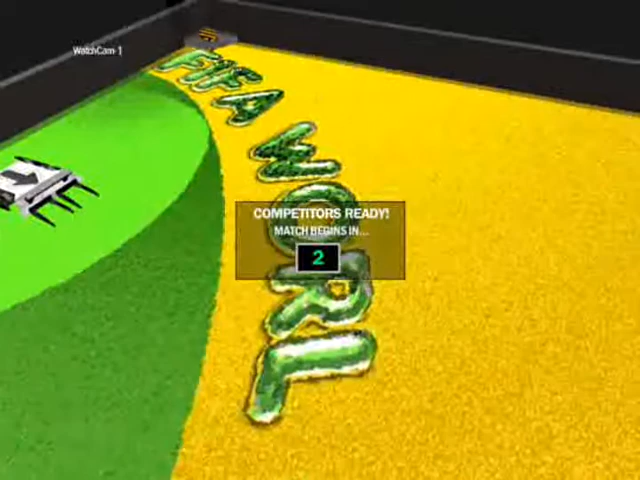 WatchCam-1
FIFA WORL
COMPETITORS READY!
MATCH BEGINS IN...
2